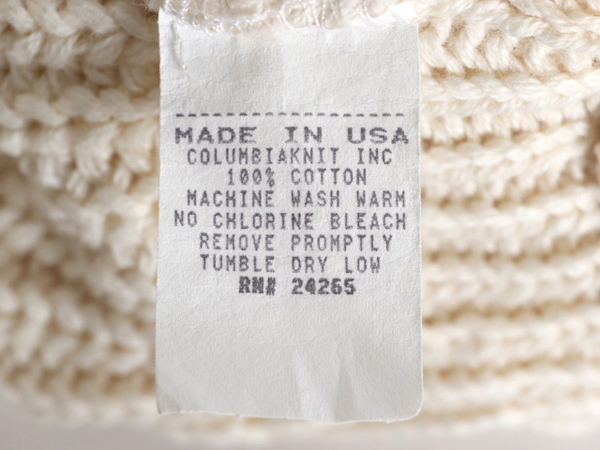 MADE IN USA
COLUMBIAKNIT INC
100% COTTON
MACHINE WASH WARM
NO CHLORINE BLEACH
REMOVE PROMPTLY
TUMBLE DRY LOW
RN# 24265